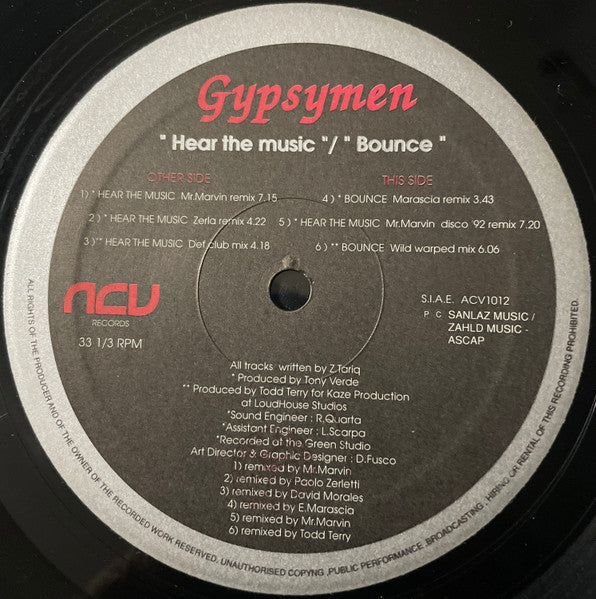 Gypsymen
" Hear the music "/ " Bounce "
OTHER SIDE
1) * HEAR THE MUSIC Mr.Marvin remix 7.15
2 ) * HEAR THE MUSIC Zerla remix 4.22
3 )** HEAR THE MUSIC Def club mix 4.18
THIS SIDE
4 ) * BOUNCE Marascia remix 3.43
5 ) * HEAR THE MUSIC Mr.Marvin disco '92 remix 7.20
6 ) ** BOUNCE Wild warped mix 6.06
ACV
RECORDS
33 1/3 RPM
S.I.A.E. ACV1012
P C SANLAZ MUSIC /
ZAHLD MUSIC -
ASCAP
All tracks written by Z.Tariq
* Produced by Tony Verde
** Produced by Todd Terry for Kaze Production
at LoudHouse Studios
*Sound Engineer : R.Quarta
*Assistant Engineer : L.Scarpa
*Recorded at the Green Studio
Art Director & Graphic Designer : D.Fusco
1) remixed by Mr.Marvin
2) remixed by Paolo Zerletti
3) remixed by David Morales
4) remixed by E.Marascia
5) remixed by Mr.Marvin
6) remixed by Todd Terry
ALL RIGHTS OF THE PRODUCER AND OF THE OWNER OF THE RECORDED WORK RESERVED. UNAUTHORISED COPYNG ,PUBLIC PERFORMANCE, BROADCASTING , HIRING OR RENTAL OF THIS RECORDING PROHIBITED.